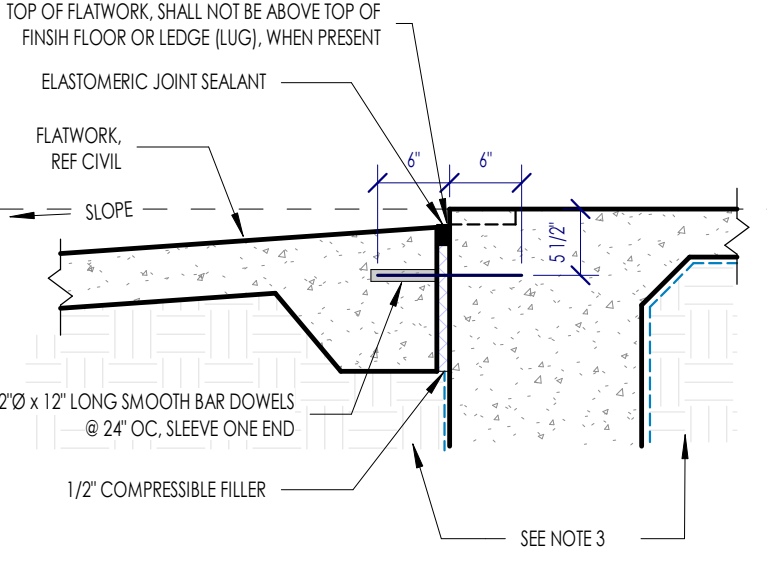 TOP OF FLATWORK, SHALL NOT BE ABOVE TOP OF
FINSIH FLOOR OR LEDGE (LUG), WHEN PRESENT
ELASTOMERIC JOINT SEALANT
FLATWORK,
REF CIVIL
6"
6"
SLOPE
5 1/2"
2"Ø x 12" LONG SMOOTH BAR DOWELS
@ 24" OC, SLEEVE ONE END
1/2" COMPRESSIBLE FILLER
SEE NOTE 3